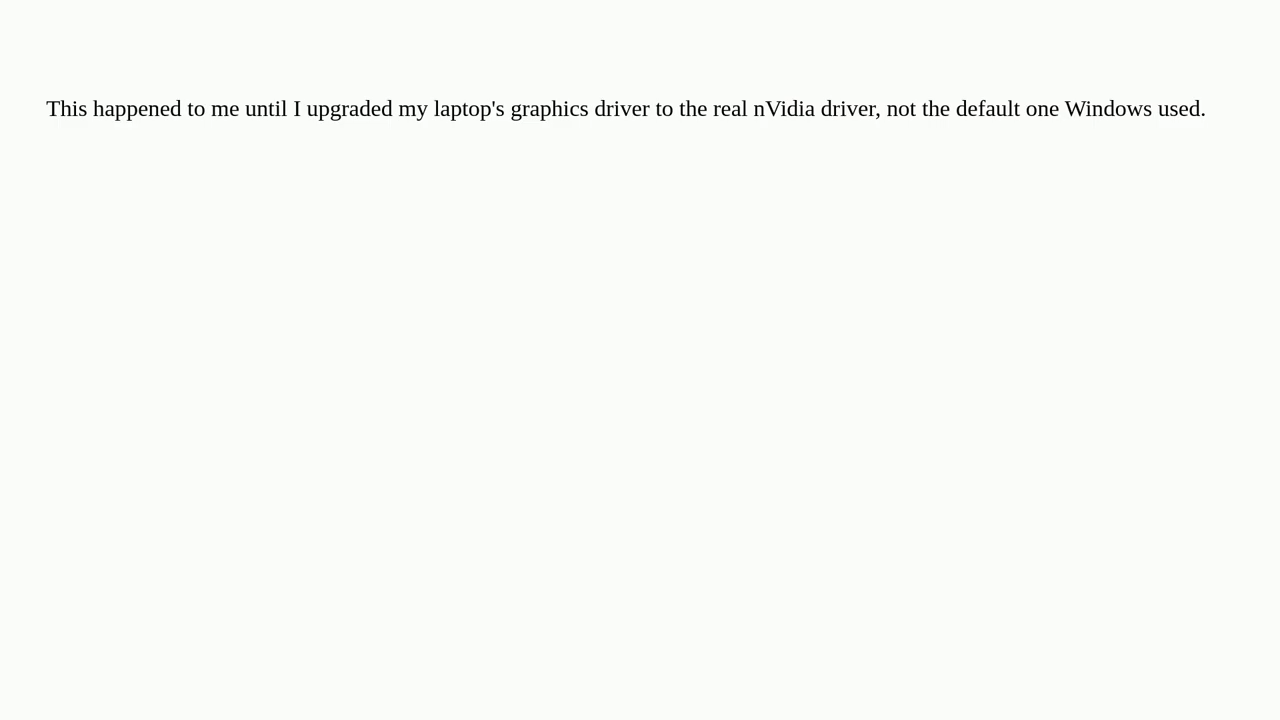 This happened to me until I upgraded my laptop's graphics driver to the real nVidia driver, not the default one Windows used.